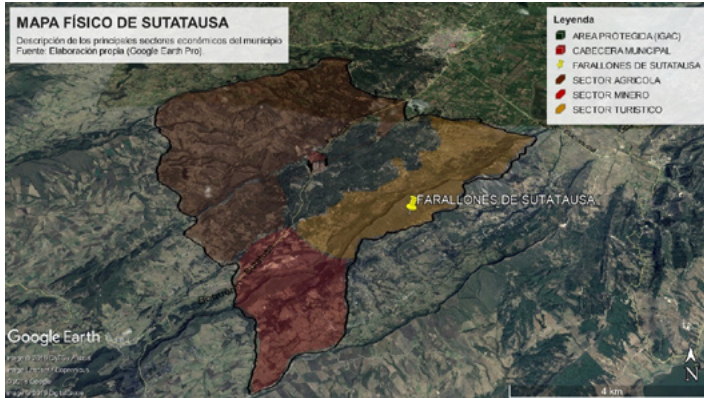 MAPA FÍSICO DE SUTATAUSA
Descripción de los principales sectores económicos del municipio
Fuente: Elaboración propia (Google Earth Pro).
Leyenda
AREA PROTEGIDA (IGAC)
CABECERA MUNICIPAL
FARALLONES DE SUTATAUSA
SECTOR AGRICOLA
SECTOR MINERO
SECTOR TURISTICO
FARALLONES DE SUTATAUSA
Google Earth
4 km
N